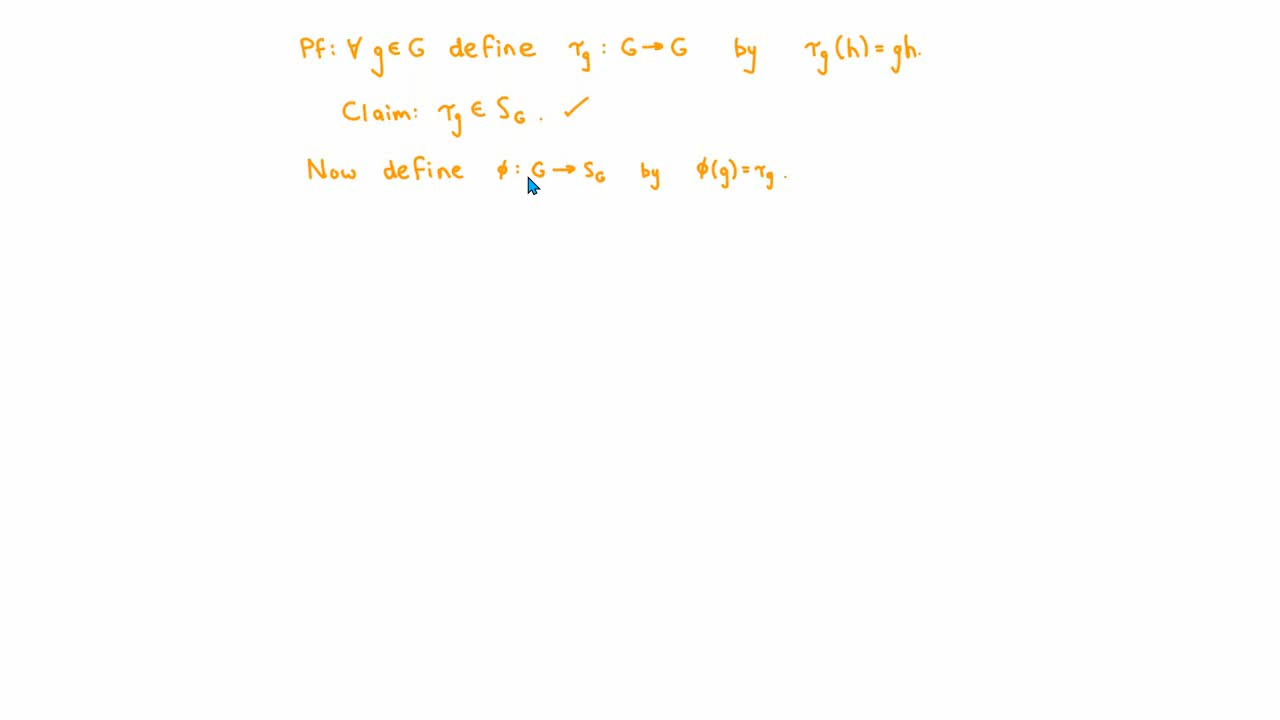 Pf: ∀ g ∈ G define τg : G → G by τg(h) = gh.
Claim: τg ∈ SG. ✓
Now define ϕ: G → SG by ϕ(g) = τg.